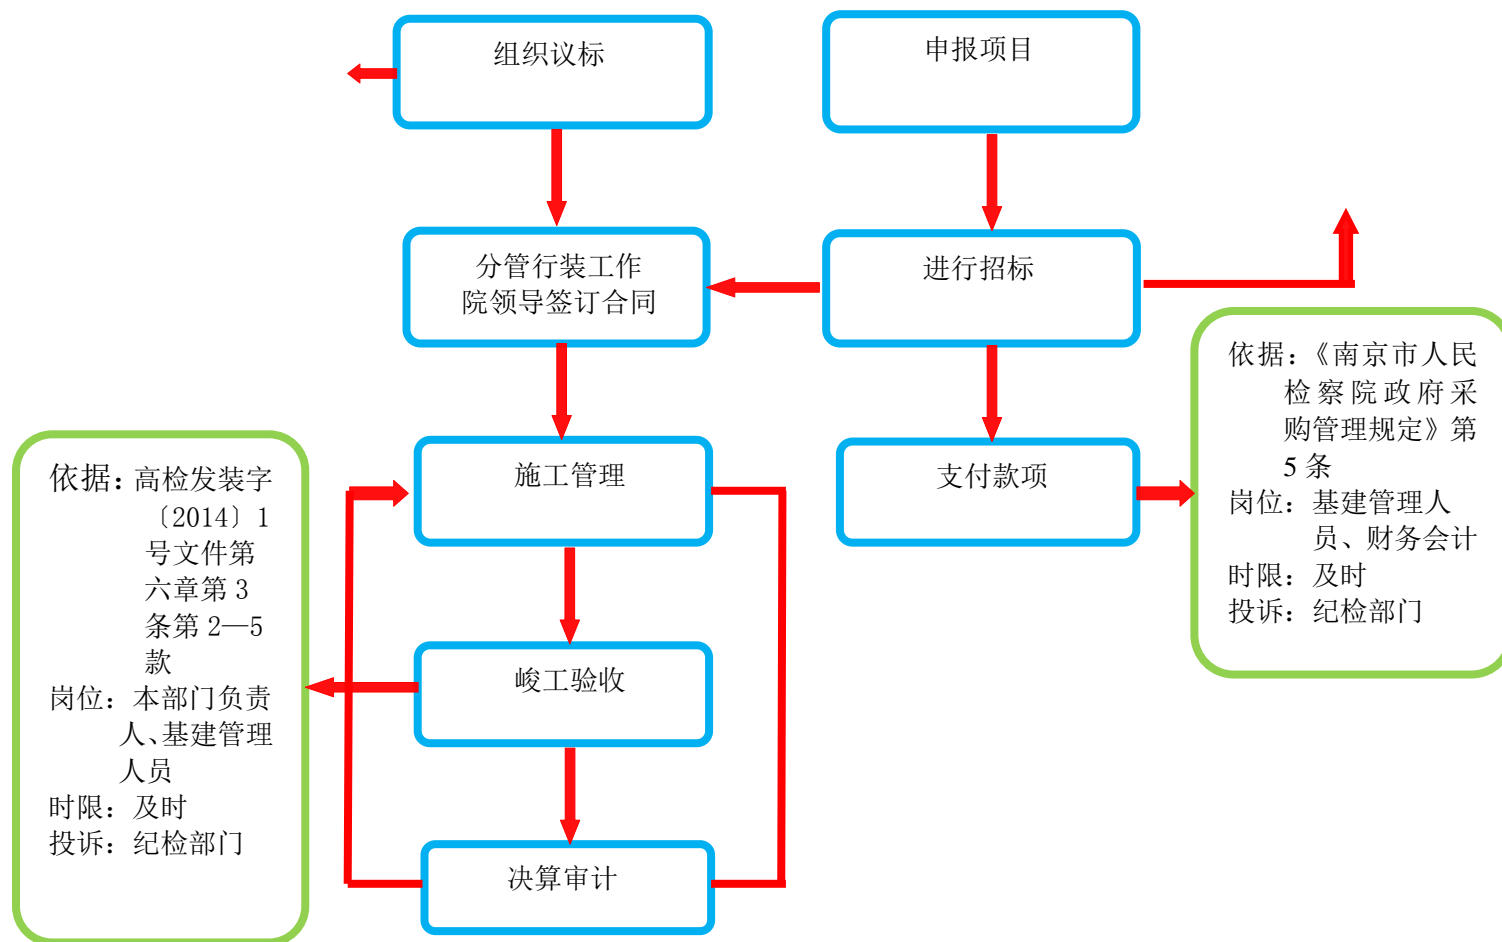 组织议标
申报项目
分管行装工作
院领导签订合同
进行招标
依据：《南京市人民
检察院政府采
购管理规定》第
5 条
岗位：基建管理人
员、财务会计
时限：及时
投诉：纪检部门
施工管理
支付款项
依据：高检发装字
〔2014〕1
号文件第
六章第 3
条第 2—5
款
岗位：本部门负责
人、基建管理
人员
时限：及时
投诉：纪检部门
峻工验收
决算审计